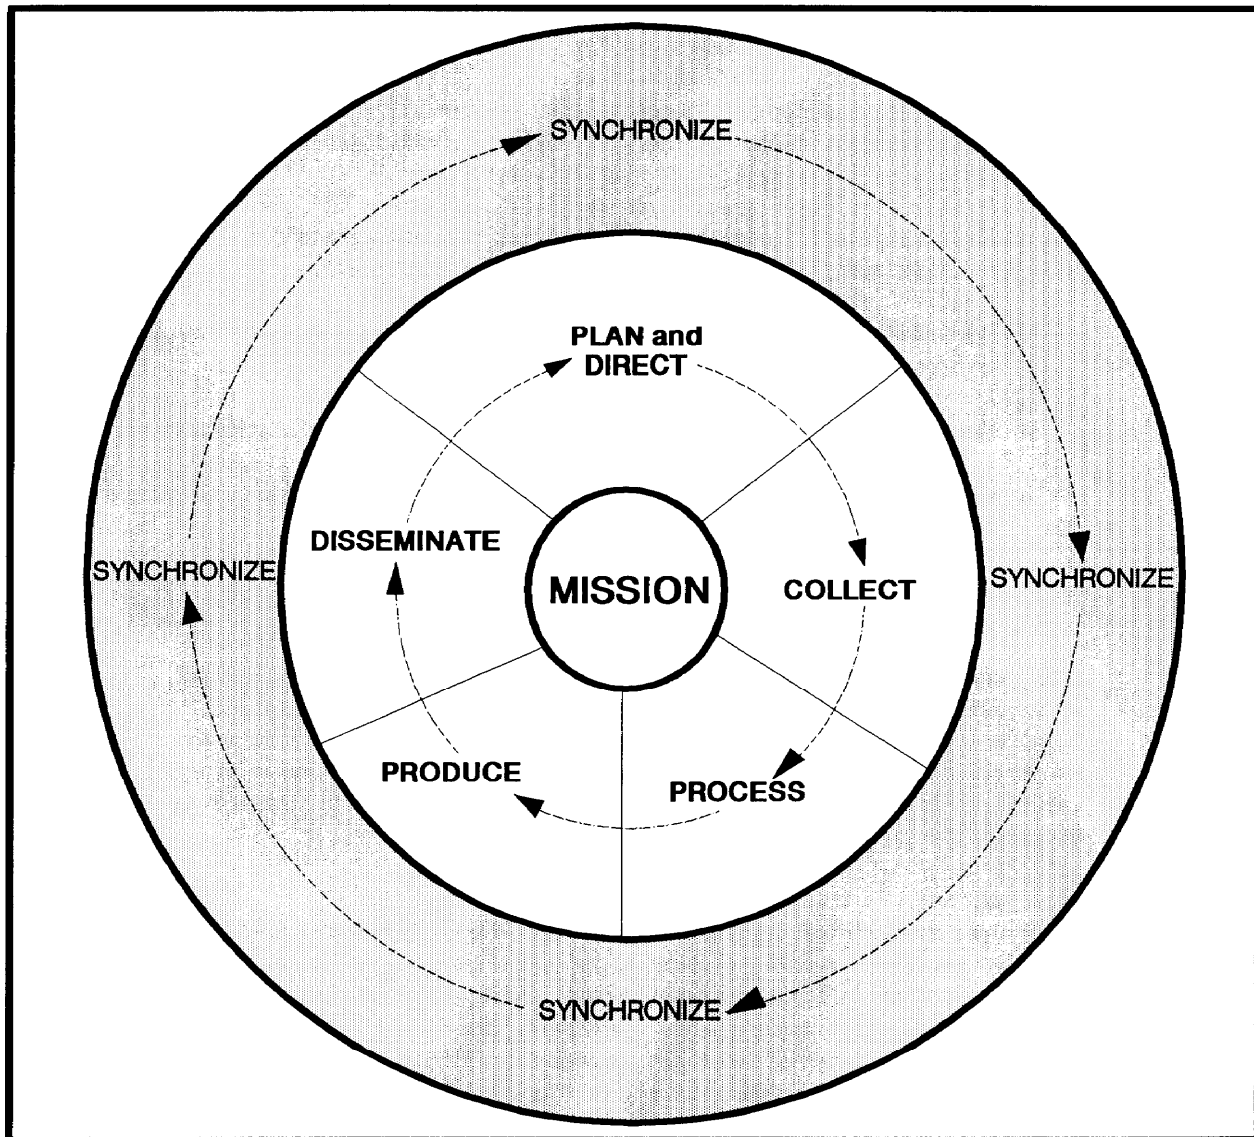 SYNCHRONIZE
PLAN and
DIRECT
DISSEMINATE
SYNCHRONIZE
MISSION
COLLECT
SYNCHRONIZE
PRODUCE
PROCESS
SYNCHRONIZE